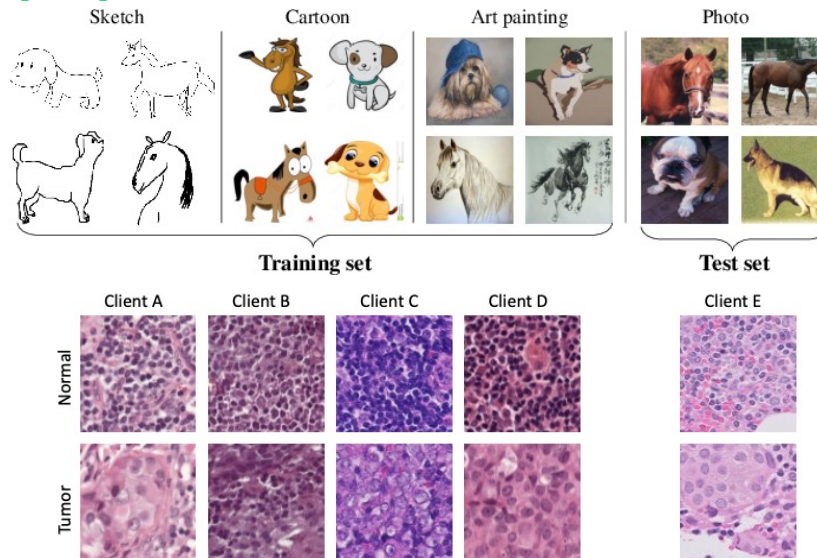 Sketch Cartoon Art painting Photo
Training set Test set
Client A Client B Client C Client D Client E
Normal
Tumor